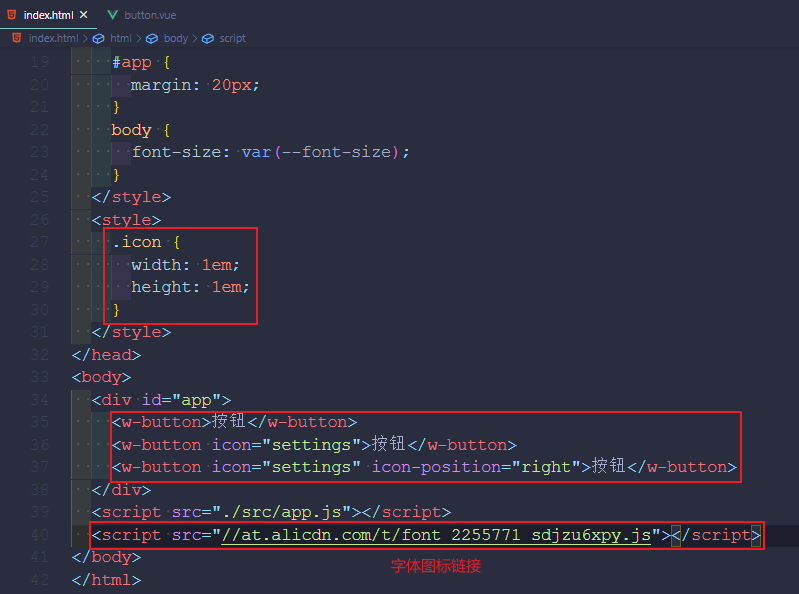 index.html × button.vue
index.html > html > body > script
19 #app {
20 margin: 20px;
21 }
22 body {
23 font-size: var(--font-size);
24 }
25 </style>
26 <style>
27 .icon {
28 width: 1em;
29 height: 1em;
30 }
31 </style>
32 </head>
33 <body>
34 <div id="app">
35 <w-button>按钮</w-button>
36 <w-button icon="settings">按钮</w-button>
37 <w-button icon="settings" icon-position="right">按钮</w-button>
38 </div>
39 <script src="./src/app.js"></script>
40 <script src="//at.alicdn.com/t/font_2255771_sdjzu6xpy.js"></script>
41 </body>
字体图标链接
42 </html>